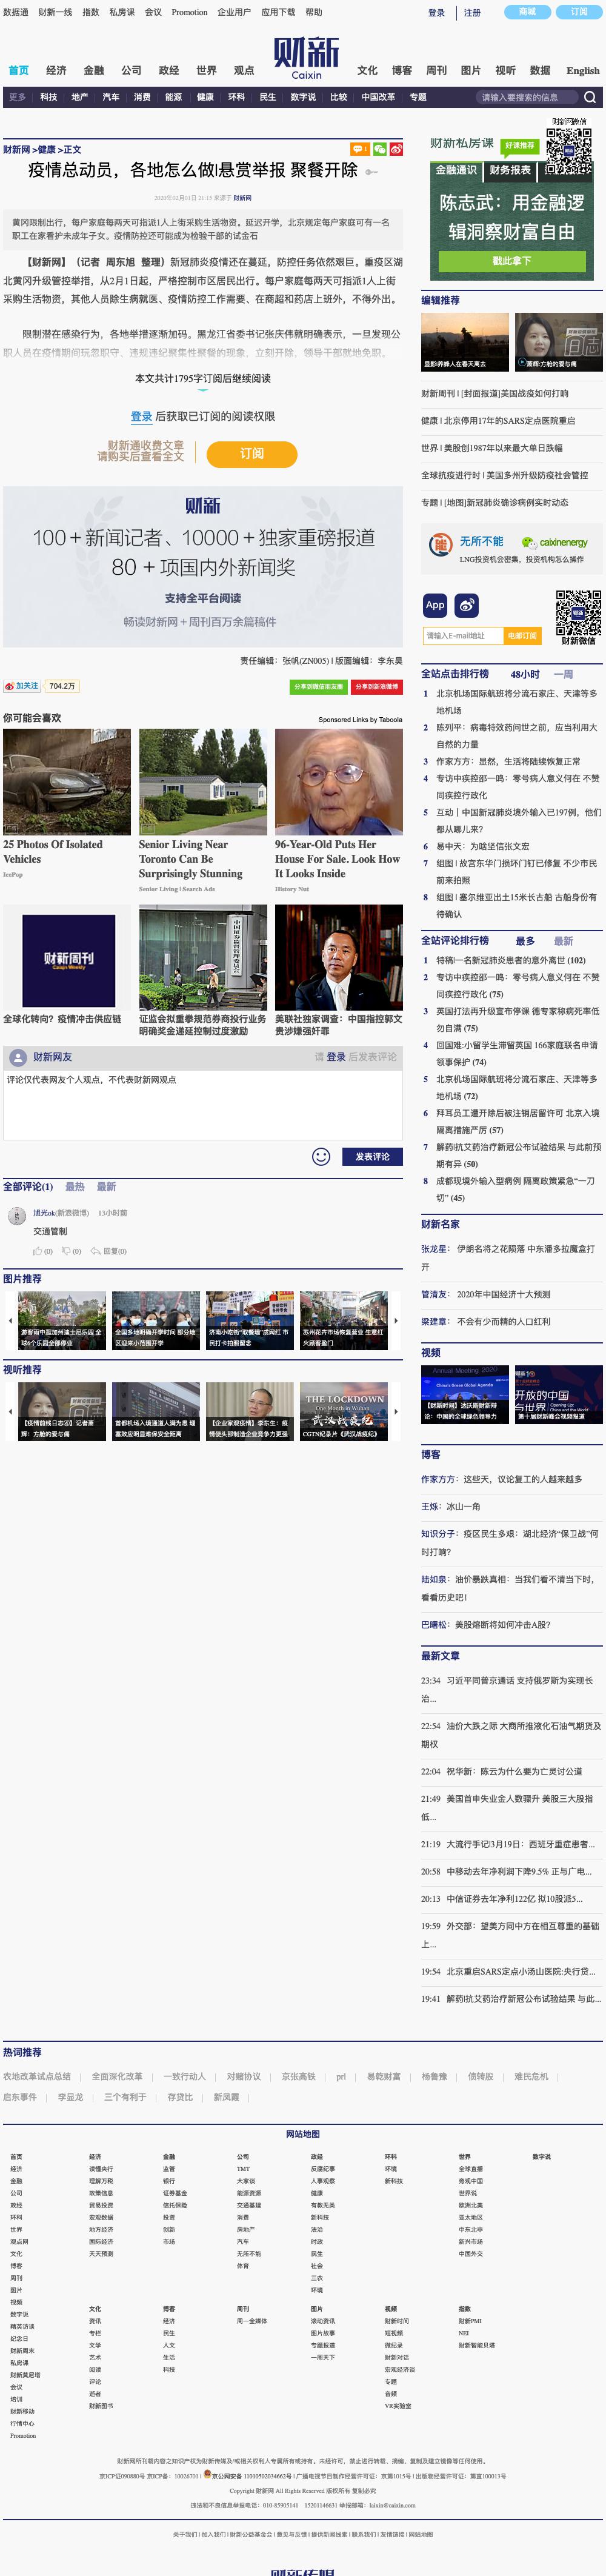 数据通 财新一线 指数 私房课 会议 Promotion 企业用户 应用下载 帮助
登录 注册 商城 订阅
财新
Caixin
首页 经济 金融 公司 政经 世界 观点 文化 博客 周刊 图片 视听 数据 English
更多 科技 地产 汽车 消费 能源 健康 环科 民生 数字说 比较 中国改革 专题 请输入要搜索的信息
财新网 >健康 >正文
疫情总动员，各地怎么做|悬赏举报 聚餐开除
2020年02月01日 21:15 来源于 财新网
黄冈限制出行，每户家庭每两天可指派1人上街采购生活物资。延迟开学，北京规定每户家庭可有一名
职工在家看护未成年子女。疫情防控还可能成为检验干部的试金石
【财新网】（记者 周东旭 整理）新冠肺炎疫情还在蔓延，防控任务依然艰巨。重疫区湖
北黄冈升级管控举措，从2月1起，严格控制市区居民出行。每户家庭每两天可指派1人上街
采购生活物资，其他人员除生病就医、疫情防控工作需要、在商超和药店上班外，不得外出。
限制潜在感染行为，各地举措逐渐加码。黑龙江省委书记张庆伟就明确表示，一旦发现公
职人员在疫情期间玩忽职守、违规违纪聚集性聚餐的现象，立刻开除，领导干部就地免职。
本文共计1795字订阅后继续阅读
登录 后获取已订阅的阅读权限
财新通收费文章
请购买后查看全文
订阅
财新
100＋新闻记者、10000＋独家重磅报道
80＋项国内外新闻奖
支持全平台阅读
畅读财新网＋周刊百万余篇稿件
责任编辑：张帆(ZN005) | 版面编辑：李东昊
加关注 704.2万 分享到微信朋友圈 分享到新浪微博
你可能会喜欢 Sponsored Links by Taboola
25 Photos Of Isolated
Vehicles
IcePop
Senior Living Near
Toronto Can Be
Surprisingly Stunning
Senior Living | Search Ads
96-Year-Old Puts Her
House For Sale. Look How
It Looks Inside
History Nut
财新周刊
Caixin Weekly
全球化转向？疫情冲击供应链
证监会拟重拳规范券商投行业务
明确奖金递延控制过度激励
美联社独家调查：中国指控郭文
贵涉嫌强奸罪
财新网友 请 登录 后发表评论
评论仅代表网友个人观点，不代表财新网观点
发表评论
全部评论(1) 最热 最新
旭光ok(新浪微博) 13小时前
交通管制
(0) (0) 回复(0)
图片推荐
游客雨中逛加州迪士尼乐园 全
球6个乐园全部停业
全国多地明确开学时间 部分地
区迎来小范围开学
济南小吃街“取餐墙”成网红 市
民打卡拍照留念
苏州花卉市场恢复营业 生意红
火顾客盈门
视听推荐
【疫情前线日志④】记者萧
辉：方舱的爱与痛
首都机场入境通道人满为患 堪
塞效应明显难保安全距离
【企业家观疫情】李东生：疫
情使头部制造企业竞争力更强
THE LOCKDOWN
One Month in Wuhan
武汉战疫纪
CGTN纪录片《武汉战疫纪》
财新网微信
财新私房课 好课推荐
金融通识 财务报表
陈志武：用金融逻
辑洞察财富自由
戳此拿下
编辑推荐
显影|养蜂人在春天离去
萧辉:方舱的爱与痛
财新周刊 | [封面报道]美国战疫如何打响
健康 | 北京停用17年的SARS定点医院重启
世界 | 美股创1987年以来最大单日跌幅
全球抗疫进行时 | 美国多州升级防疫社会管控
专题 | [地图]新冠肺炎确诊病例实时动态
无所不能 caixinenergy
LNG投资机会密集，投资机构怎么操作
App
请输入E-mail地址 电邮订阅
财新微信
全站点击排行榜 48小时 一周
1 北京机场国际航班将分流石家庄、天津等多
地机场
2 陈列平：病毒特效药问世之前，应当利用大
自然的力量
3 作家方方：显然，生活将陆续恢复正常
4 专访中疾控邵一鸣：零号病人意义何在 不赞
同疾控行政化
5 互动丨中国新冠肺炎境外输入已197例，他们
都从哪儿来？
6 易中天：为啥坚信张文宏
7 组图 | 故宫东华门损坏门钉已修复 不少市民
前来拍照
8 组图 | 塞尔维亚出土15米长古船 古船身份有
待确认
全站评论排行榜 最多 最新
1 特稿|一名新冠肺炎患者的意外离世 (102)
2 专访中疾控邵一鸣：零号病人意义何在 不赞
同疾控行政化 (75)
3 英国打法再升级宣布停课 德专家称病死率低
勿自满 (75)
4 回国难:小留学生滞留英国 166家庭联名申请
领事保护 (74)
5 北京机场国际航班将分流石家庄、天津等多
地机场 (72)
6 拜耳员工遭开除后被注销居留许可 北京入境
隔离措施严厉 (57)
7 解药|抗艾药治疗新冠公布试验结果 与此前预
期有异 (50)
8 成都现境外输入型病例 隔离政策紧急“一刀
切” (45)
财新名家
张龙星： 伊朗名将之花陨落 中东潘多拉魔盒打
开
管清友： 2020年中国经济十大预测
梁建章： 不会有少而精的人口红利
视频
【财新时间】达沃斯财新辩
论：中国的全球绿色领导力
第十届财新峰会视频报道
博客
作家方方：这些天，议论复工的人越来越多
王烁：冰山一角
知识分子：疫区民生多艰：湖北经济“保卫战”何
时打响？
陆如泉：油价暴跌真相：当我们看不清当下时，
看看历史吧！
巴曙松：美股熔断将如何冲击A股？
最新文章
23:34 习近平同普京通话 支持俄罗斯为实现长
治...
22:54 油价大跌之际 大商所推液化石油气期货及
期权
22:04 祝华新：陈云为什么要为亡灵讨公道
21:49 美国首申失业金人数骤升 美股三大股指
低...
21:19 大流行手记|3月19日：西班牙重症患者...
20:58 中移动去年净利润下降9.5% 正与广电...
20:13 中信证券去年净利122亿 拟10股派5...
19:59 外交部：望美方同中方在相互尊重的基础
上...
19:54 北京重启SARS定点小汤山医院:央行贷...
19:41 解药|抗艾药治疗新冠公布试验结果 与此...
热词推荐
农地改革试点总结 全面深化改革 一致行动人 对赌协议 京张高铁 prl 易乾财富 杨鲁豫 债转股 难民危机
启东事件 李显龙 三个有利于 存贷比 新凤霞
网站地图
首页 经济 金融 公司 政经 环科 世界 数字说
经济 读懂央行 监管 TMT 反腐纪事 环境 全球直播
金融 理解万税 银行 大家谈 人事观察 新科技 旁观中国
公司 政策信息 证券基金 能源资源 健康 世界说
政经 贸易投资 信托保险 交通基建 有教无类 欧洲北美
环科 宏观数据 投资 消费 新科技 亚太地区
世界 地方经济 创新 房地产 法治 中东北非
观点网 国际经济 市场 汽车 时政 新兴市场
文化 天天预测 无所不能 民生 中国外交
博客 体育 社会
周刊 三农
图片 环境
视频
数字说 文化 博客 周刊 图片 视频 指数
精英访谈 资讯 经济 周一全媒体 滚动资讯 财新时间 财新PMI
纪念日 专栏 民生 图片故事 短视频 NEI
财新周末 文学 人文 专题报道 微纪录 财新智能贝塔
私房课 艺术 生活 一周天下 财新对话
财新莫尼塔 阅读 科技 宏观经济谈
会议 评论 专题
培训 逝者 音频
财新移动 财新图书 VR实验室
行情中心
Promotion
财新网所刊载内容之知识产权为财新传媒及/或相关权利人专属所有或持有。未经许可，禁止进行转载、摘编、复制及建立镜像等任何使用。
京ICP证090880号 京ICP备：10026701 | 京公网安备 11010502034662号 | 广播电视节目制作经营许可证：京第1015号 | 出版物经营许可证：第直100013号
Copyright 财新网 All Rights Reserved 版权所有 复制必究
违法和不良信息举报电话：010-85905141 15201146631 举报邮箱：laixin@caixin.com
关于我们 | 加入我们 | 财新公益基金会 | 意见与反馈 | 提供新闻线索 | 联系我们 | 友情链接 | 网站地图